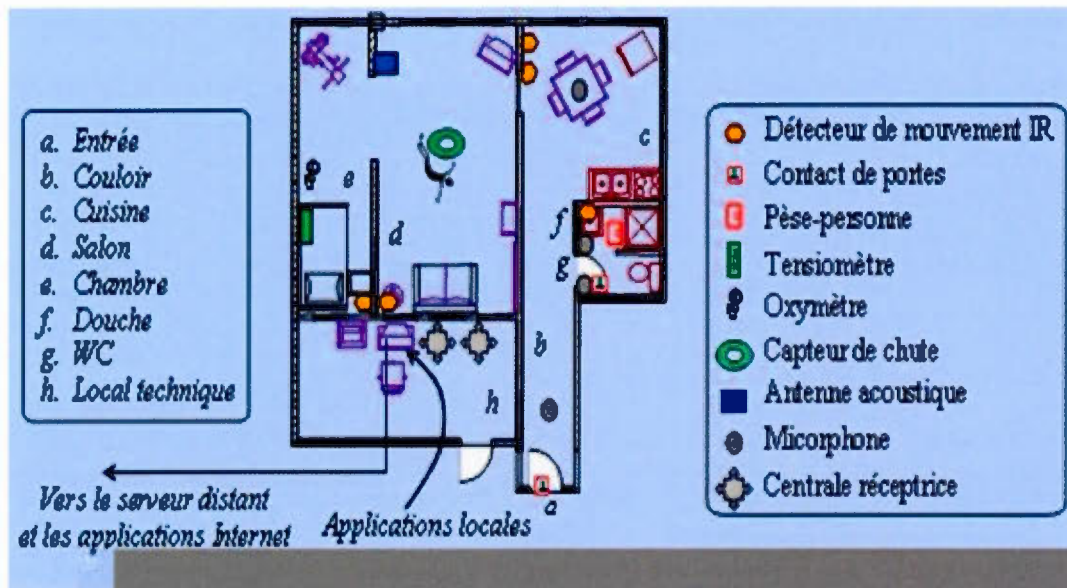 a. Entrée
b. Couloir
c. Cuisine
d. Salon
e. Chambre
f. Douche
g. WC
h. Local technique
c
e
d
f
g
b
h
a
Vers le serveur distant
et les applications Internet
Applications locales
Détecteur de mouvement IR
Contact de portes
Pèse-personne
Tensiomètre
Oxymètre
Capteur de chute
Antenne acoustique
Micorphone
Centrale réceptrice